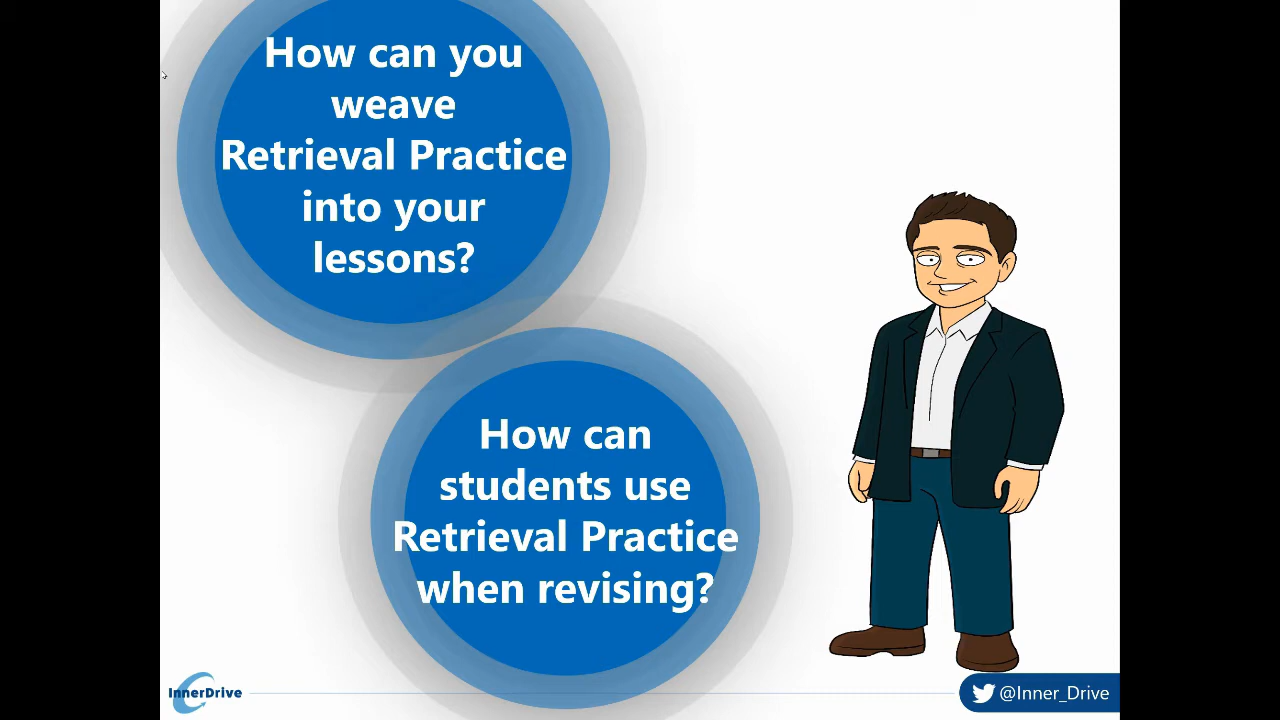 How can you
weave
Retrieval Practice
into your
lessons?
How can
students use
Retrieval Practice
when revising?
InnerDrive
@Inner_Drive